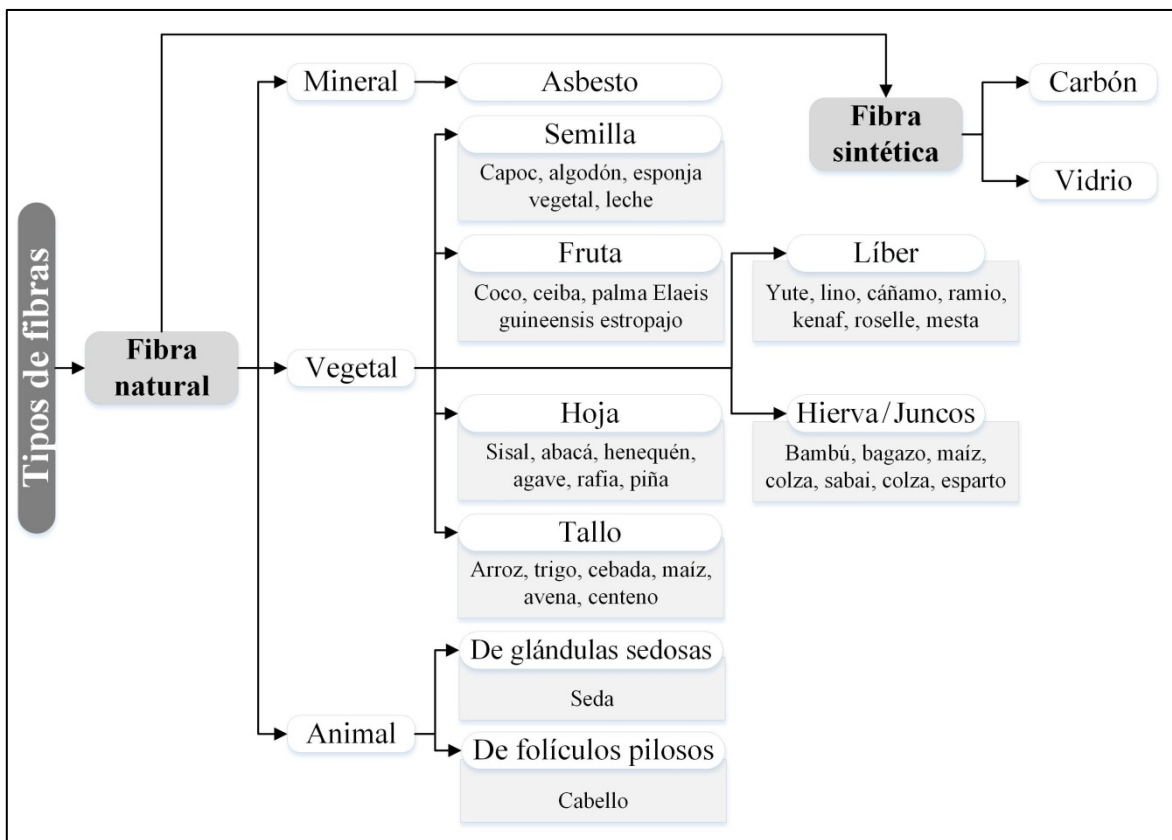 Tipos de fibras
Fibra
natural
Mineral
Asbesto
Vegetal
Semilla
Capoc, algodón, esponja
vegetal, leche
Fruta
Coco, ceiba, palma Elaeis
guineensis estropajo
Hoja
Sisal, abacá, henequén,
agave, rafia, piña
Tallo
Arroz, trigo, cebada, maíz,
avena, centeno
Líber
Yute, lino, cáñamo, ramio,
kenaf, roselle, mesta
Hierva/Juncos
Bambú, bagazo, maíz,
colza, sabai, colza, esparto
Animal
De glándulas sedosas
Seda
De folículos pilosos
Cabello
Fibra
sintética
Carbón
Vidrio